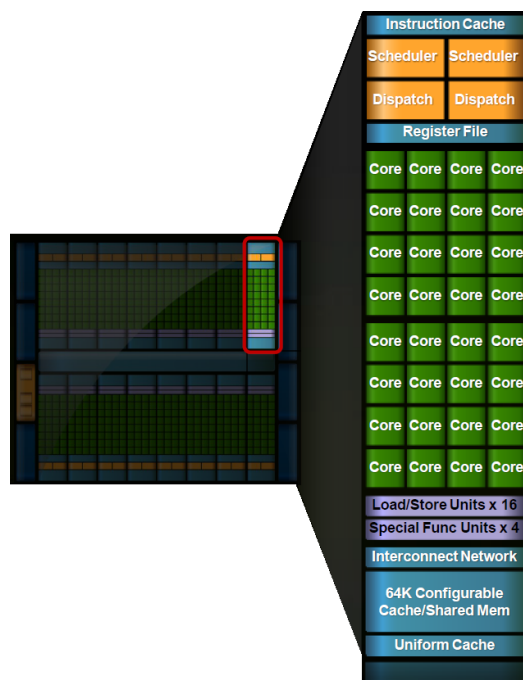 Instruction Cache
Scheduler Scheduler
Dispatch Dispatch
Register File
Core Core Core Core
Core Core Core Core
Core Core Core Core
Core Core Core Core
Core Core Core Core
Core Core Core Core
Core Core Core Core
Core Core Core Core
Load/Store Units x 16
Special Func Units x 4
Interconnect Network
64K Configurable
Cache/Shared Mem
Uniform Cache